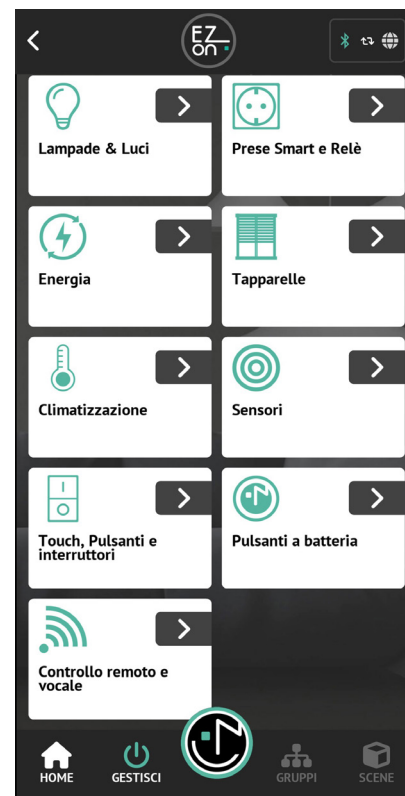 EZ
on
Lampade & Luci
Prese Smart e Relè
Energia
Tapparelle
Climatizzazione
Sensori
Touch, Pulsanti e
interruttori
Pulsanti a batteria
Controllo remoto e
vocale
HOME
GESTISCI
GRUPPI
SCENE